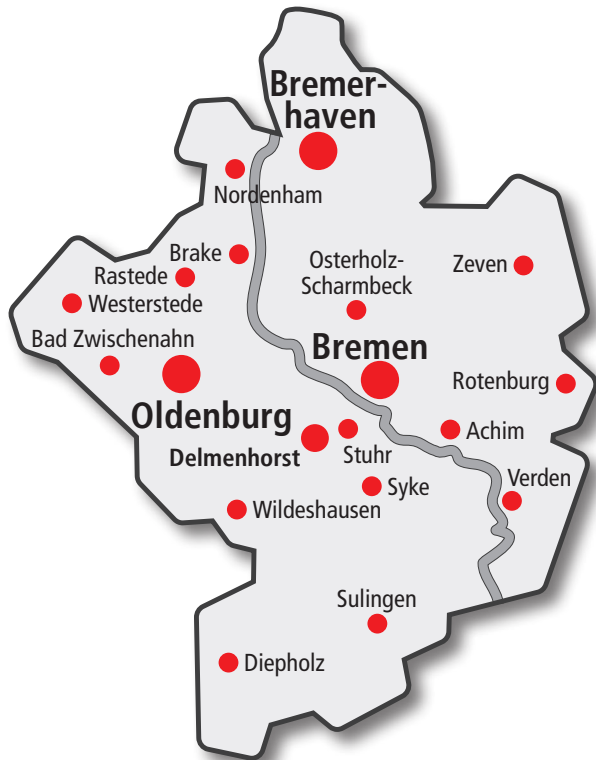 Bremer-
haven
Nordenham
Brake
Osterholz-
Scharmbeck
Zeven
Rastede
Westerstede
Bad Zwischenahn
Bremen
Rotenburg
Oldenburg
Achim
Delmenhorst
Stuhr
Verden
Syke
Wildeshausen
Sulingen
Diepholz